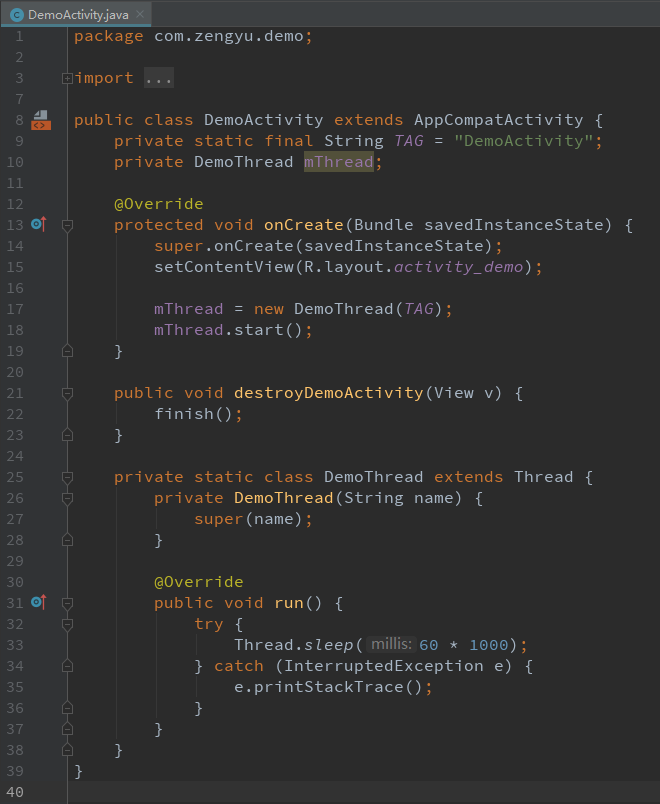 DemoActivity.java
1 package com.zengyu.demo;
2
3 import ...
7
8 public class DemoActivity extends AppCompatActivity {
9 private static final String TAG = "DemoActivity";
10 private DemoThread mThread;
11
12 @Override
13 protected void onCreate(Bundle savedInstanceState) {
14 super.onCreate(savedInstanceState);
15 setContentView(R.layout.activity_demo);
16
17 mThread = new DemoThread(TAG);
18 mThread.start();
19 }
20
21 public void destroyDemoActivity(View v) {
22 finish();
23 }
24
25 private static class DemoThread extends Thread {
26 private DemoThread(String name) {
27 super(name);
28 }
29
30 @Override
31 public void run() {
32 try {
33 Thread.sleep( millis: 60 * 1000);
34 } catch (InterruptedException e) {
35 e.printStackTrace();
36 }
37 }
38 }
39 }
40